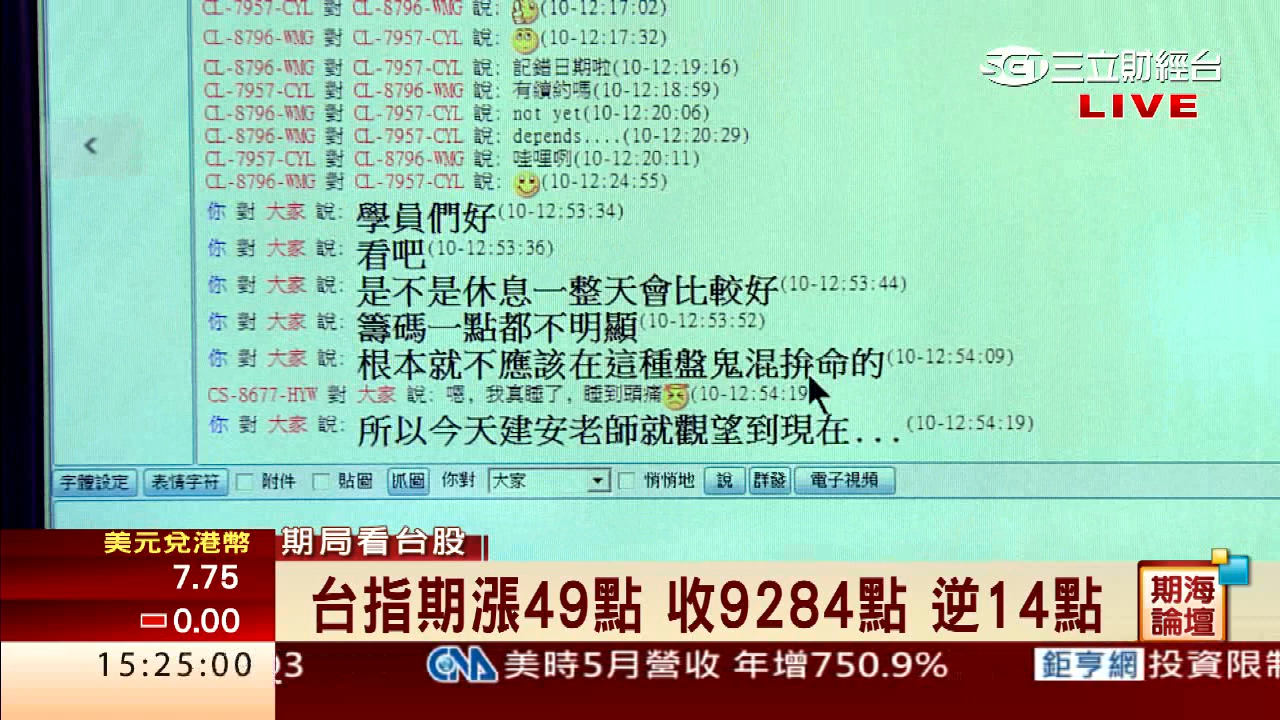 CL-7957-CYL 對 CL-8796-WMG 說: (10-12:17:02)
CL-8796-WMG 對 CL-7957-CYL 說: (10-12:17:32)
CL-8796-WMG 對 CL-7957-CYL 說: 記錯日期啦(10-12:19:16)
CL-8796-WMG 對 CL-7957-CYL 說: 有續約嗎(10-12:18:59)
CL-8796-WMG 對 CL-7957-CYL 說: not yet(10-12:20:06)
CL-8796-WMG 對 CL-7957-CYL 說: depends....(10-12:20:29)
CL-7957-CYL 對 CL-8796-WMG 說: 哇哩咧(10-12:20:11)
CL-8796-WMG 對 CL-7957-CYL 說: (10-12:24:55)
你 對 大家 說: 學員們好(10-12:53:34)
你 對 大家 說: 看吧(10-12:53:36)
你 對 大家 說: 是不是休息一整天會比較好(10-12:53:44)
你 對 大家 說: 籌碼一點都不明顯(10-12:53:52)
你 對 大家 說: 根本就不應該在這種盤鬼混拚命的(10-12:54:09)
CS-8677-HYW 對 大家 說: 嗯, 我真睡了, 睡到頭痛(10-12:54:19
你 對 大家 說: 所以今天建安老師就觀望到現在...(10-12:54:19)
字體設定 表情字符 附件 貼圖 抓圖 你對 大家 悄悄地 說 群發 電子視頻
三立財經台
LIVE
美元兌港幣
7.75
0.00
15:25:00
期局看台股
台指期漲49點 收9284點 逆14點
期海
論壇
Q3 CNA 美時5月營收 年增750.9% 鉅亨網 投資限制